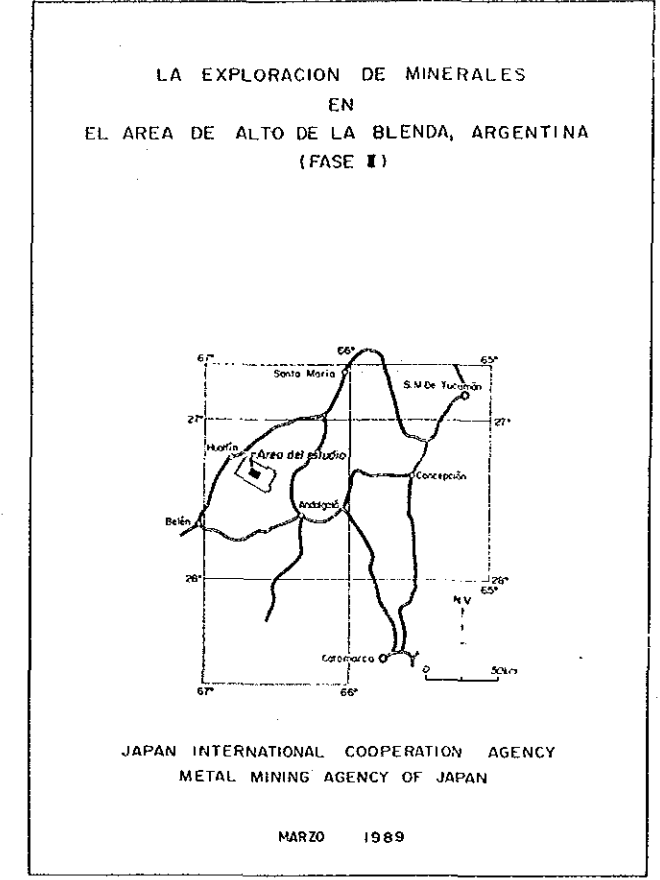 LA EXPLORACION DE MINERALES
EN
EL AREA DE ALTO DE LA BLENDA, ARGENTINA
(FASE II)
67°
66°
65°
Santa María
S.M De Tucumán
27°
27°
Hualfín
Area del estudio
Concepción
Andalgalá
Belén
28°
28°
65°
N
Catamarca
0 50km
67°
66°
JAPAN INTERNATIONAL COOPERATION AGENCY
METAL MINING AGENCY OF JAPAN
MARZO 1989